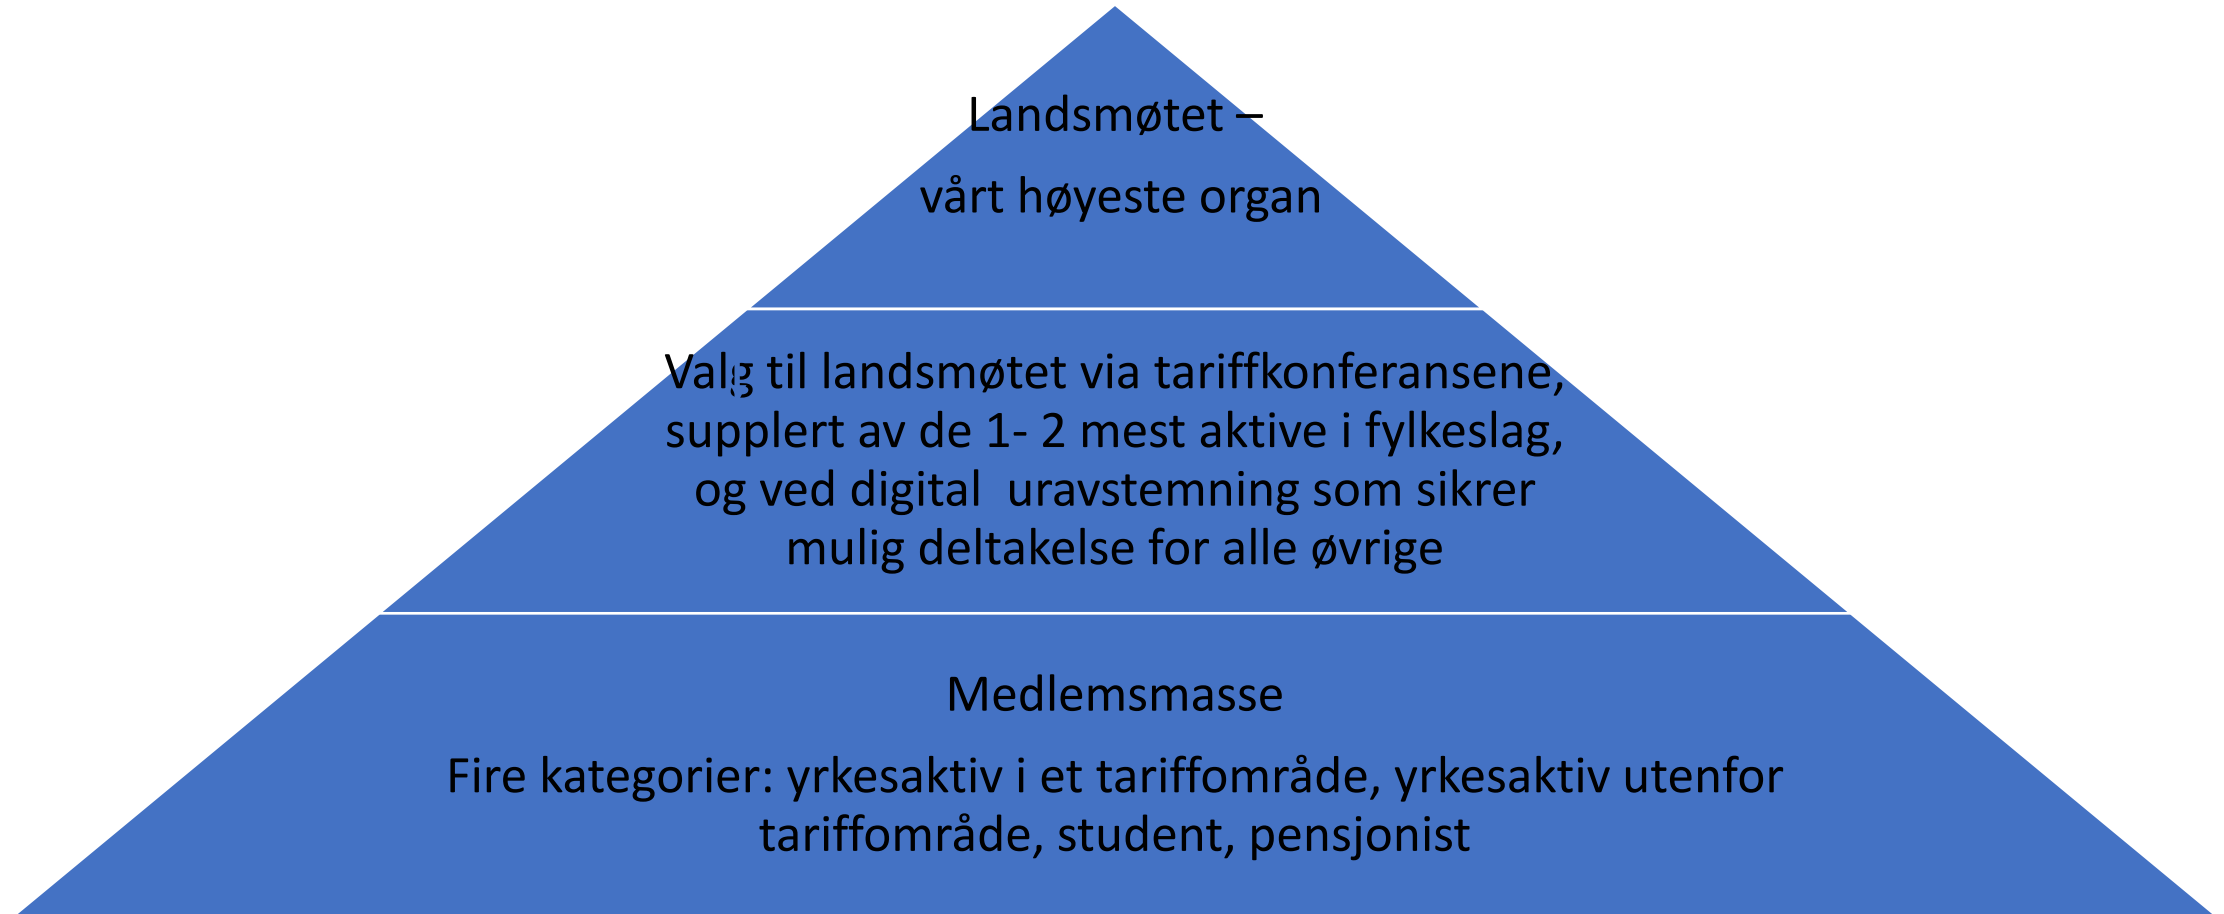 Landsmøtet –
vårt høyeste organ
Valg til landsmøtet via tariffkonferansene,
supplert av de 1- 2 mest aktive i fylkeslag,
og ved digital  uravstemning som sikrer
mulig deltakelse for alle øvrige
Medlemsmasse
Fire kategorier: yrkesaktiv i et tariffområde, yrkesaktiv utenfor
tariffområde, student, pensjonist